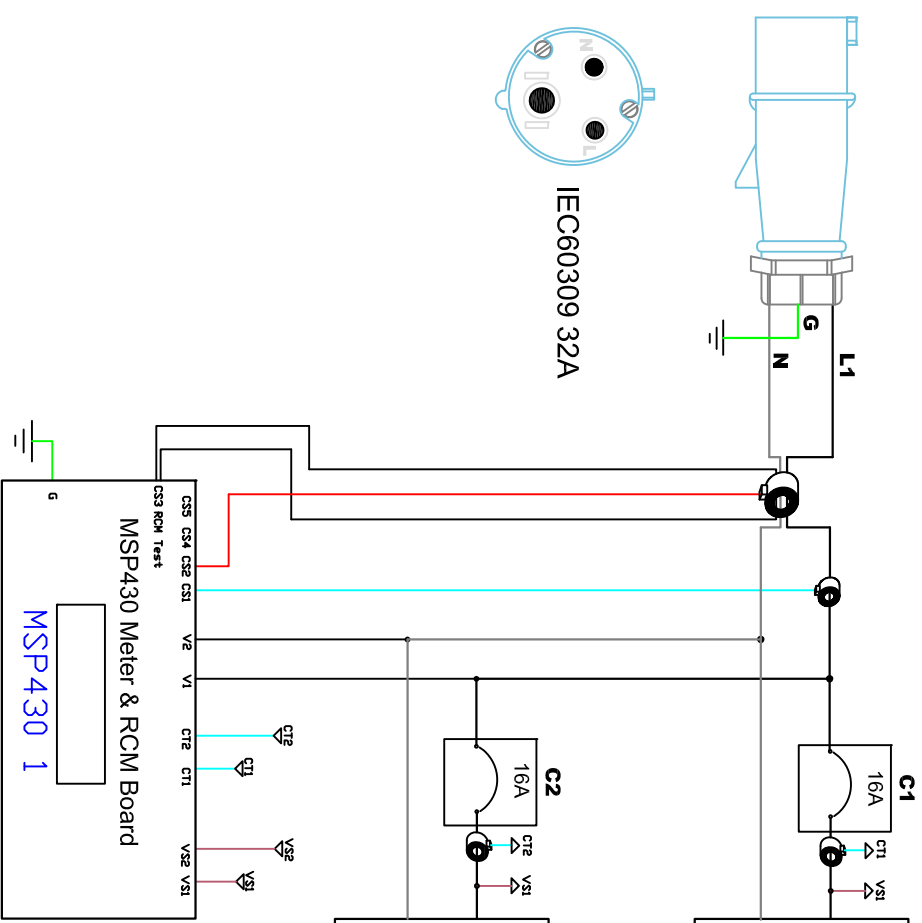 N
L
IEC60309 32A
G
N
L1
G
CS3 RCM Test
CS5
CS4
CS2
CS1
V2
V1
CT2
CT1
VS2
VS1
MSP430 Meter & RCM Board
MSP430 1
CT2
CT1
VS2
VS1
C2
16A
CT2
VS1
C1
16A
CT1
VS1